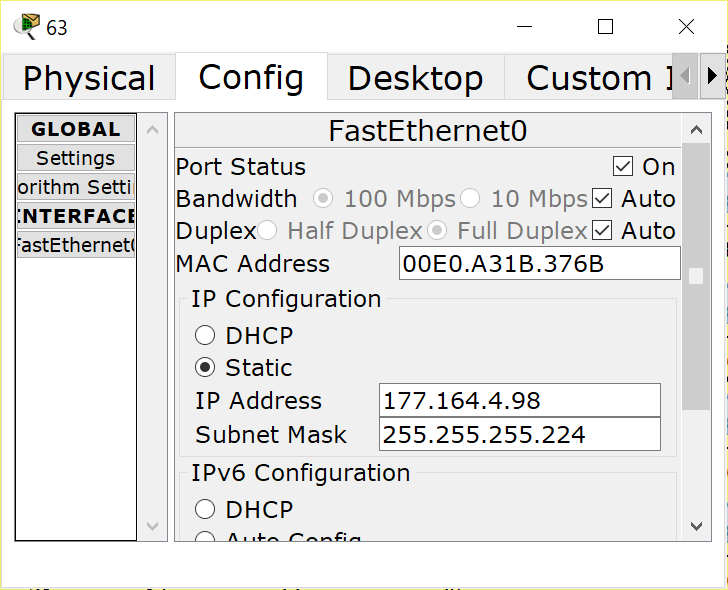 63
Physical Config Desktop Custom I
GLOBAL
Settings
orithm Setti
INTERFACE
FastEthernet0
FastEthernet0
Port Status On
Bandwidth 100 Mbps 10 Mbps Auto
Duplex Half Duplex Full Duplex Auto
MAC Address 00E0.A31B.376B
IP Configuration
DHCP
Static
IP Address 177.164.4.98
Subnet Mask 255.255.255.224
IPv6 Configuration
DHCP
Auto Config